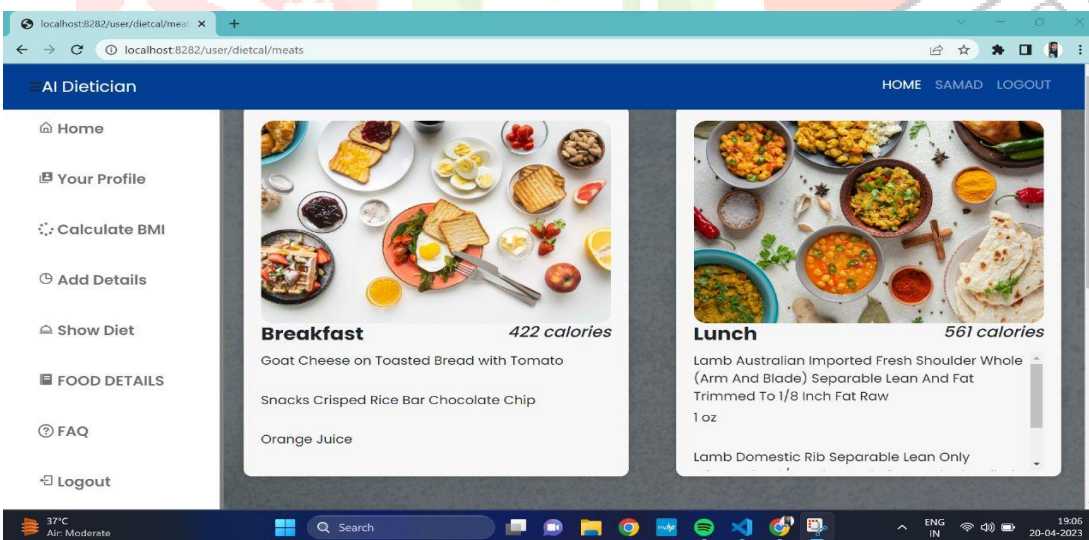 localhost:8282/user/dietcal/meat
localhost:8282/user/dietcal/meats
AI Dietician
HOME SAMAD LOGOUT
Home
Your Profile
Calculate BMI
Add Details
Show Diet
FOOD DETAILS
FAQ
Logout
Breakfast 422 calories
Goat Cheese on Toasted Bread with Tomato
Snacks Crisped Rice Bar Chocolate Chip
Orange Juice
Lunch 561 calories
Lamb Australian Imported Fresh Shoulder Whole
(Arm And Blade) Separable Lean And Fat
Trimmed To 1/8 Inch Fat Raw
1 oz
Lamb Domestic Rib Separable Lean Only
37°C
Air: Moderate
Search
myhp
ENG
IN
19:06
20-04-2023